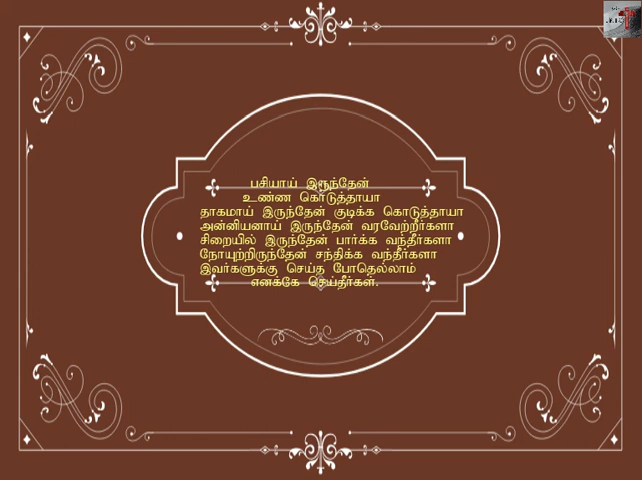 பசியாய் இருந்தேன்
உண்ண கொடுத்தாயா
தாகமாய் இருந்தேன் குடிக்க கொடுத்தாயா
அன்னியனாய் இருந்தேன் வரவேற்றீர்களா
சிறையில் இருந்தேன் பார்க்க வந்தீர்களா
நோயுற்றிருந்தேன் சந்திக்க வந்தீர்களா
இவர்களுக்கு செய்த போதெல்லாம்
எனக்கே செய்தீர்கள்.